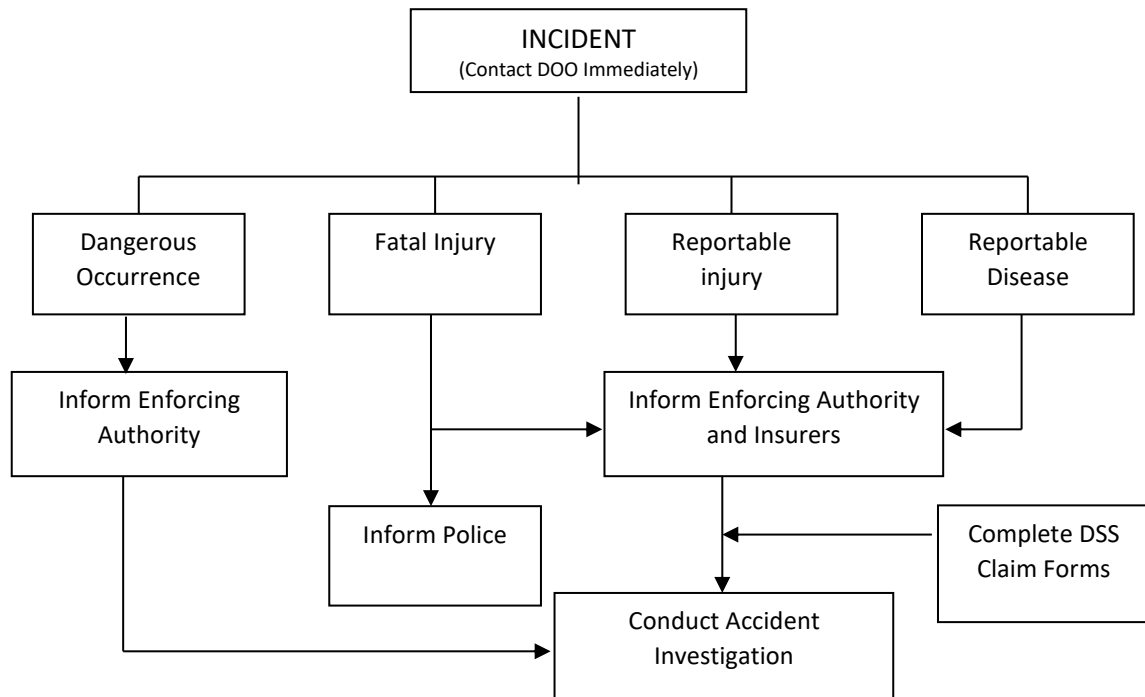 INCIDENT
(Contact DOO Immediately)
Dangerous
Occurrence
Fatal Injury
Reportable
injury
Reportable
Disease
Inform Enforcing
Authority
Inform Enforcing Authority
and Insurers
Inform Police
Complete DSS
Claim Forms
Conduct Accident
Investigation